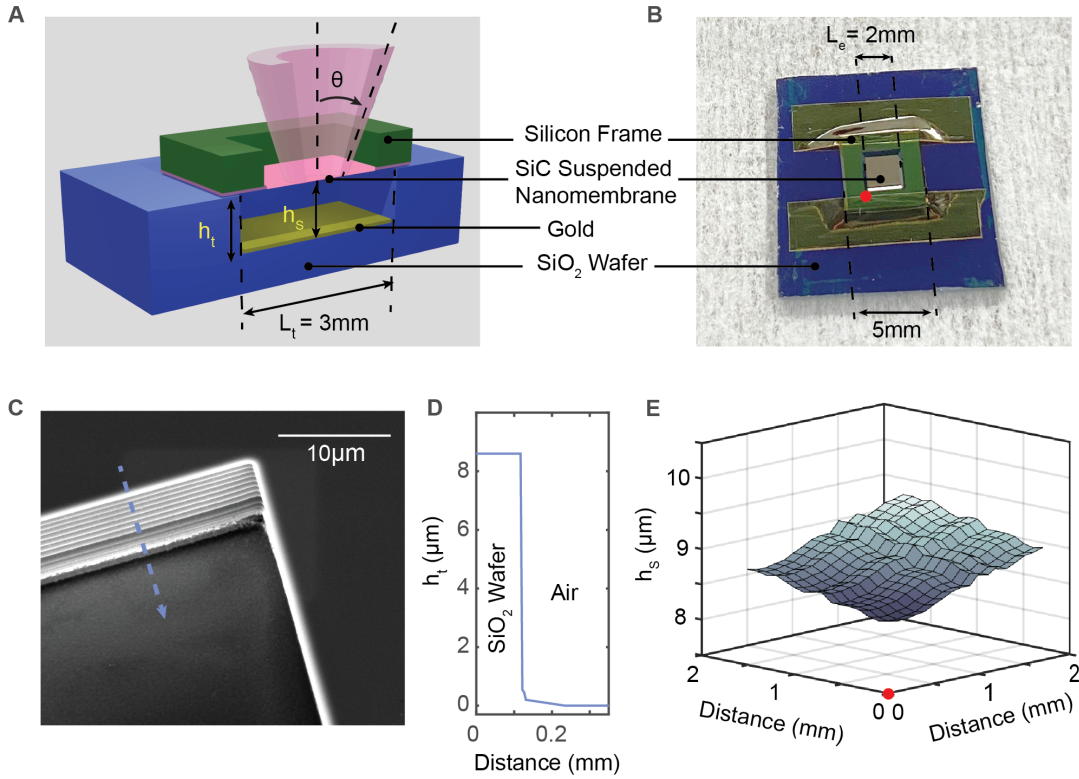 A
B
θ
Lₑ = 2mm
Silicon Frame
SiC Suspended
Nanomembrane
Gold
SiO₂ Wafer
hₜ
hₛ
Lₜ = 3mm
5mm
C
D
E
10µm
hₜ (µm)
8
6
4
2
0
SiO₂ Wafer
Air
0
0.2
Distance (mm)
hₛ (µm)
10
9
8
2
1
0
0
1
2
Distance (mm)
Distance (mm)